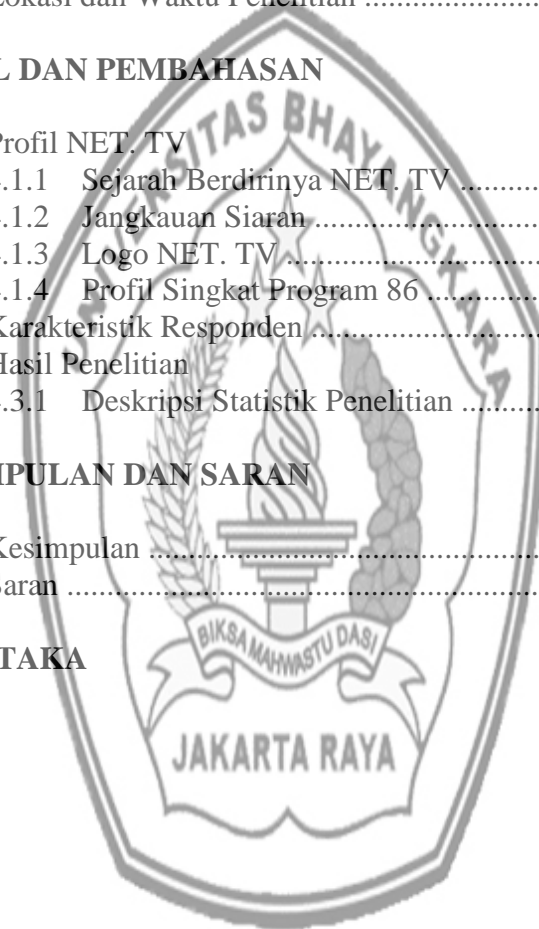 Lokasi dan Waktu Penelitian ........................
L DAN PEMBAHASAN
Profil NET. TV
.1.1 Sejarah Berdirinya NET. TV ............
.1.2 Jangkauan Siaran ................................
.1.3 Logo NET. TV ....................................
.1.4 Profil Singkat Program 86 ................
Karakteristik Responden ................................
Hasil Penelitian
.3.1 Deskripsi Statistik Penelitian ............
IPULAN DAN SARAN
Kesimpulan ........................................................
Saran ....................................................................
TAKA
UNIVERSITAS BHAYANGKARA
BIKSA MAHWASTU DASI
JAKARTA RAYA